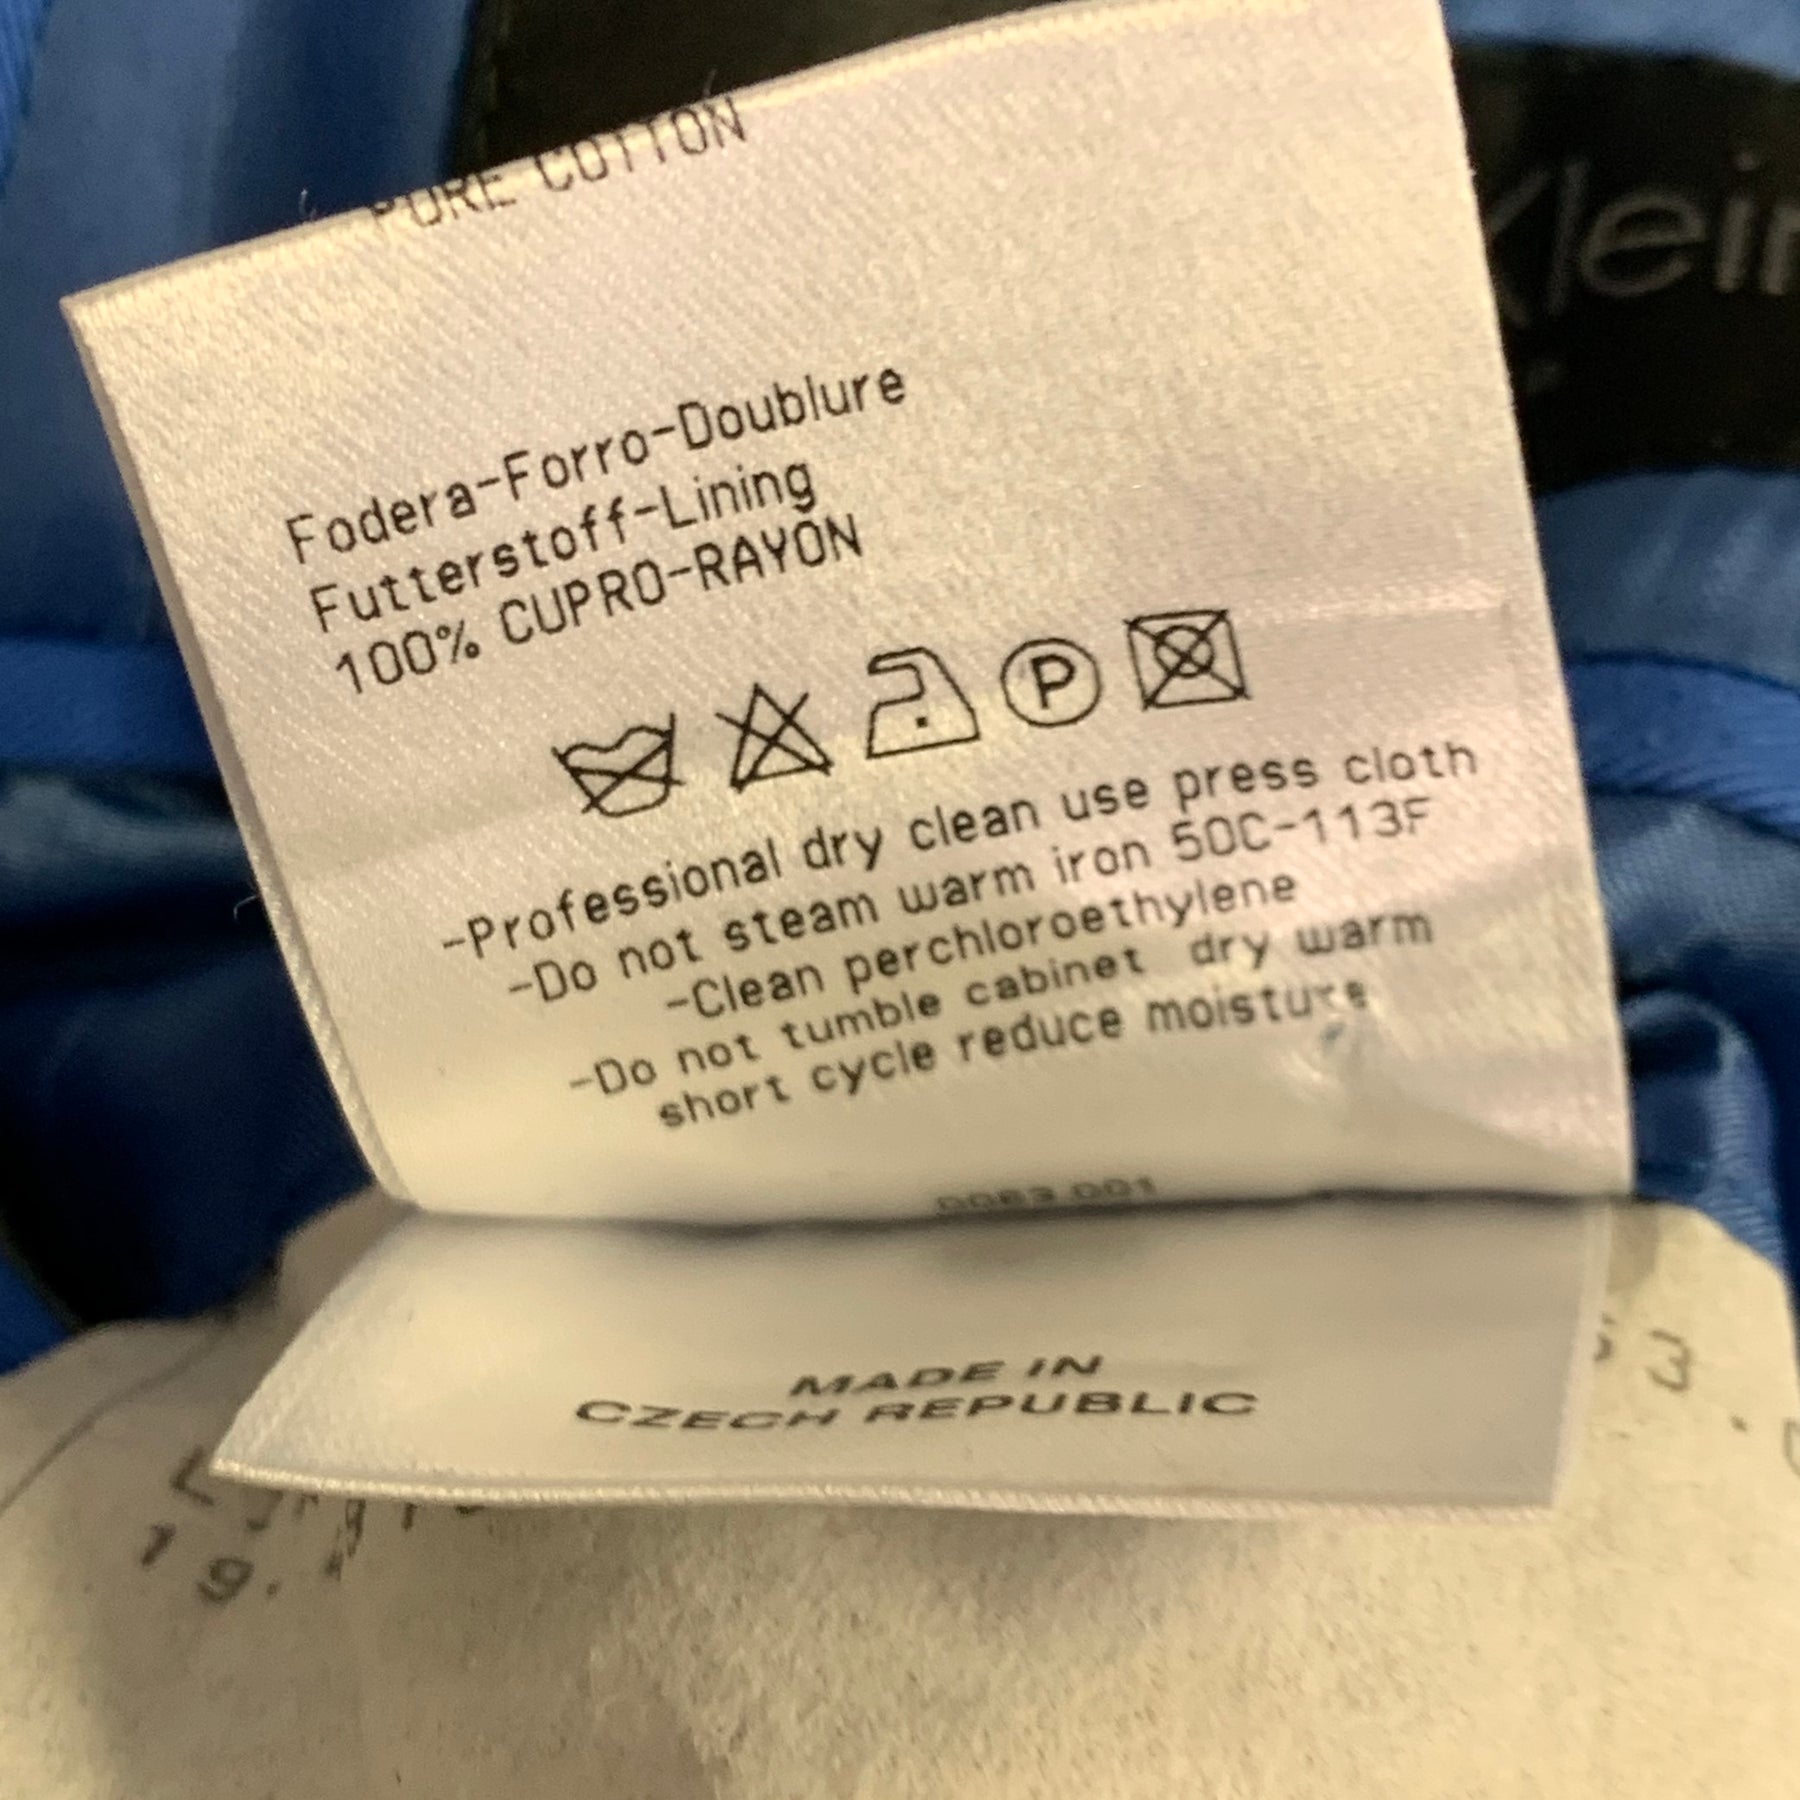 PURE COTTON
klein
Fodera-Forro-Doublure
Futterstoff-Lining
100% CUPRO-RAYON
P
-Professional dry clean use press cloth
-Do not steam warm iron 50C-113F
-Clean perchloroethylene
-Do not tumble cabinet dry warm
short cycle reduce moisture
MADE IN
CZECH REPUBLIC
19.